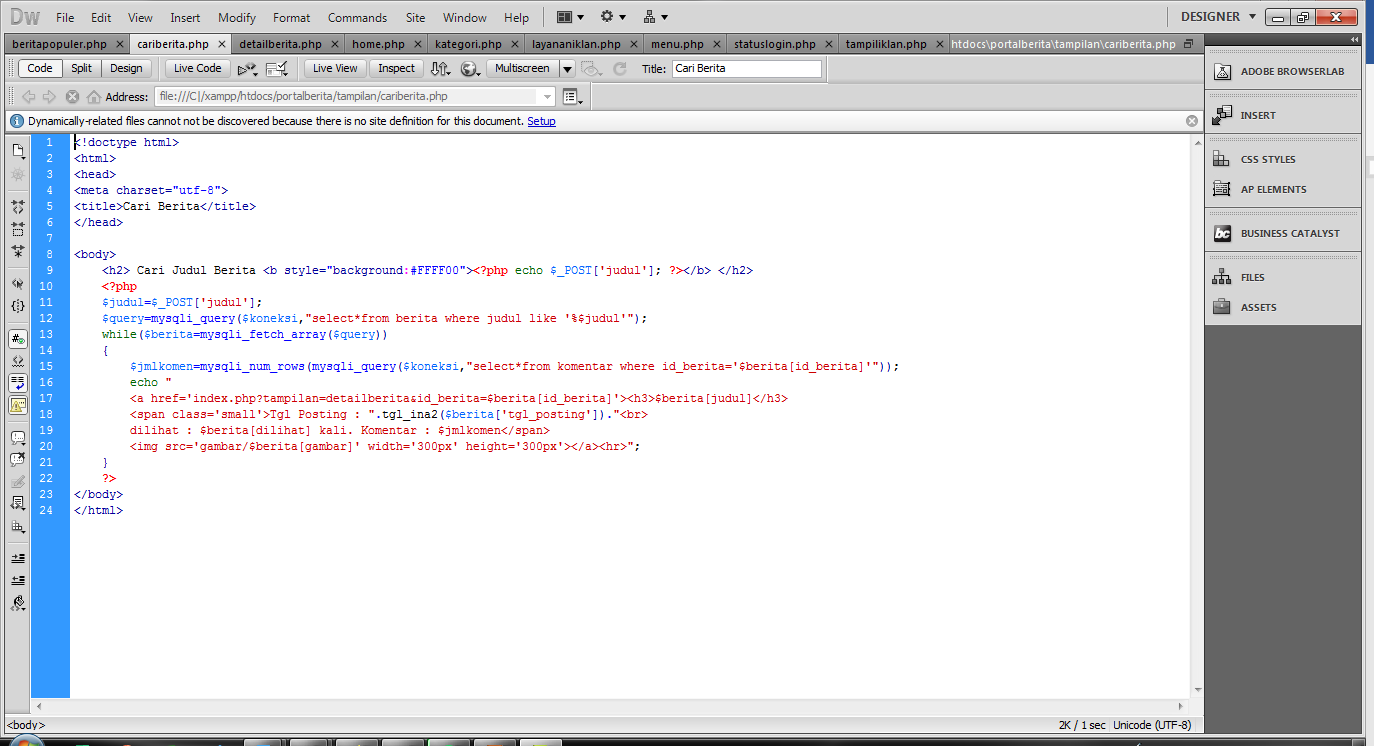 Dw File Edit View Insert Modify Format Commands Site Window Help DESIGNER
beritapopuler.php cariberita.php detailberita.php home.php kategori.php layananiklan.php menu.php statuslogin.php tampiliklan.php htdocs\portalberita\tampilan\cariberita.php
Code Split Design Live Code Live View Inspect Multiscreen Title: Cari Berita
Address: file:///C|/xampp/htdocs/portalberita/tampilan/cariberita.php
Dynamically-related files cannot not be discovered because there is no site definition for this document. Setup
1 <!doctype html>
2 <html>
3 <head>
4 <meta charset="utf-8">
5 <title>Cari Berita</title>
6 </head>
7
8 <body>
9 <h2> Cari Judul Berita <b style="background:#FFFF00"><?php echo $_POST['judul']; ?></b> </h2>
10 <?php
11 $judul=$_POST['judul'];
12 $query=mysqli_query($koneksi,"select*from berita where judul like '%$judul'");
13 while($berita=mysqli_fetch_array($query))
14 {
15 $jmlkomen=mysqli_num_rows(mysqli_query($koneksi,"select*from komentar where id_berita='$berita[id_berita]'"));
16 echo "
17 <a href='index.php?tampilan=detailberita&id_berita=$berita[id_berita]'><h3>$berita[judul]</h3>
18 <span class='small'>Tgl Posting : ".tgl_ina2($berita['tgl_posting'])."<br>
19 dilihat : $berita[dilihat] kali. Komentar : $jmlkomen</span>
20 <img src='gambar/$berita[gambar]' width='300px' height='300px'></a><hr>";
21 }
22 ?>
23 </body>
24 </html>
<body> 2K / 1 sec Unicode (UTF-8)
ADOBE BROWSERLAB
INSERT
CSS STYLES
AP ELEMENTS
bc BUSINESS CATALYST
FILES
ASSETS